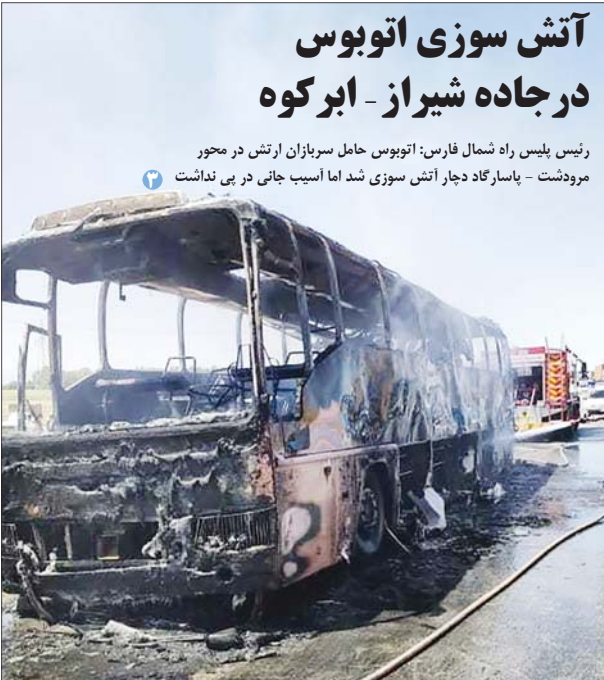 آتش سوزی اتوبوس
درجاده شیراز - ابرکوه
رئیس پلیس راه شمال فارس: اتوبوس حامل سربازان ارتش در محور
مرودشت - پاسارگاد دچار آتش سوزی شد اما آسیب جانی در پی نداشت ۳